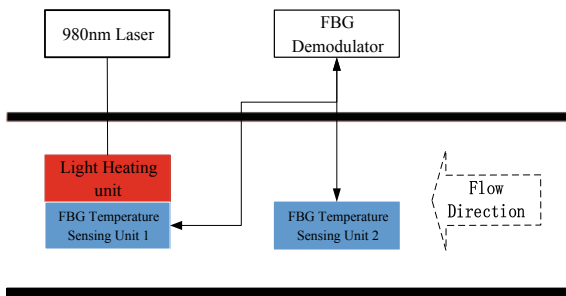 980nm Laser
FBG
Demodulator
Light Heating
unit
FBG Temperature
Sensing Unit 1
FBG Temperature
Sensing Unit 2
Flow
Direction